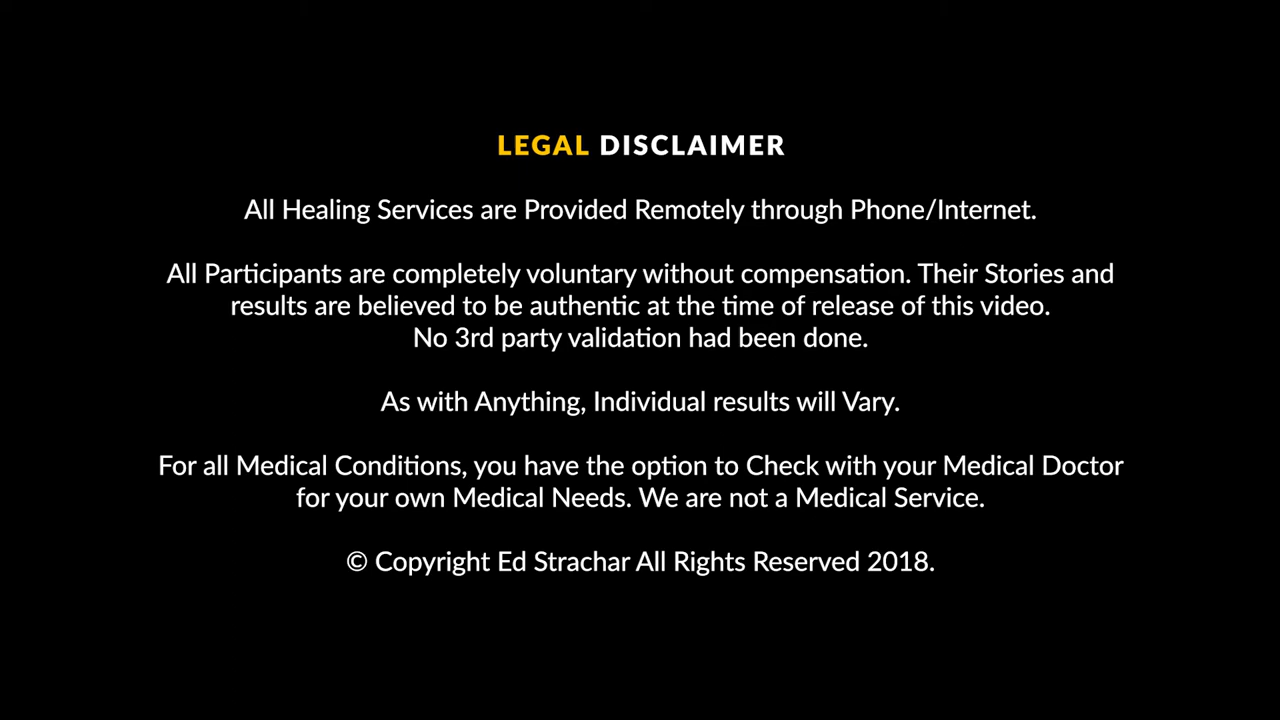 LEGAL DISCLAIMER
All Healing Services are Provided Remotely through Phone/Internet.
All Participants are completely voluntary without compensation. Their Stories and
results are believed to be authentic at the time of release of this video.
No 3rd party validation had been done.
As with Anything, Individual results will Vary.
For all Medical Conditions, you have the option to Check with your Medical Doctor
for your own Medical Needs. We are not a Medical Service.
© Copyright Ed Strachar All Rights Reserved 2018.